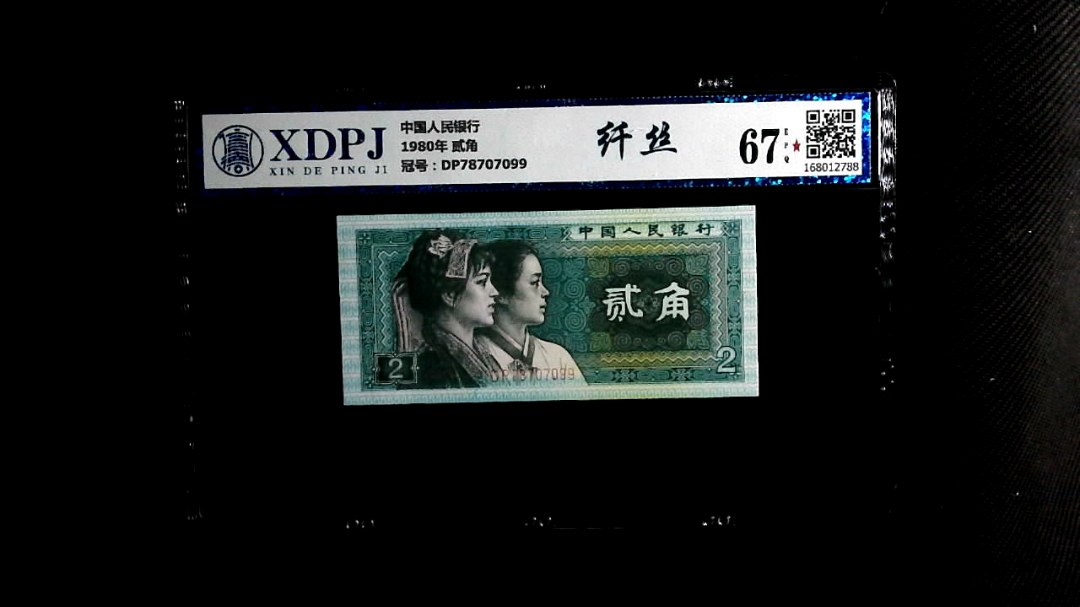 XDPJ
XIN DE PING JI
中国人民银行
1980年 贰角
冠号：DP78707099
纤丝
67
EPQ
★
168012788
中国人民银行
贰角
2
2
DP78707099